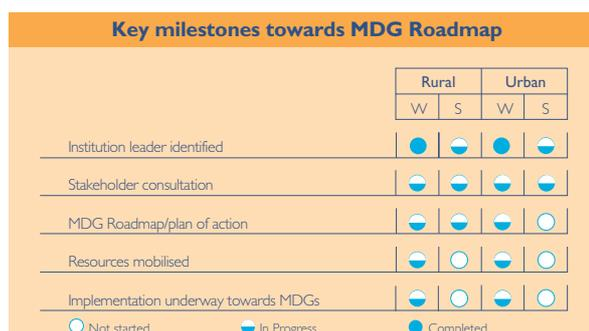 Key milestones towards MDG Roadmap
Rural Urban
W S W S
Institution leader identified
Stakeholder consultation
MDG Roadmap/plan of action
Resources mobilised
Implementation underway towards MDGs
Not started In Progress Completed